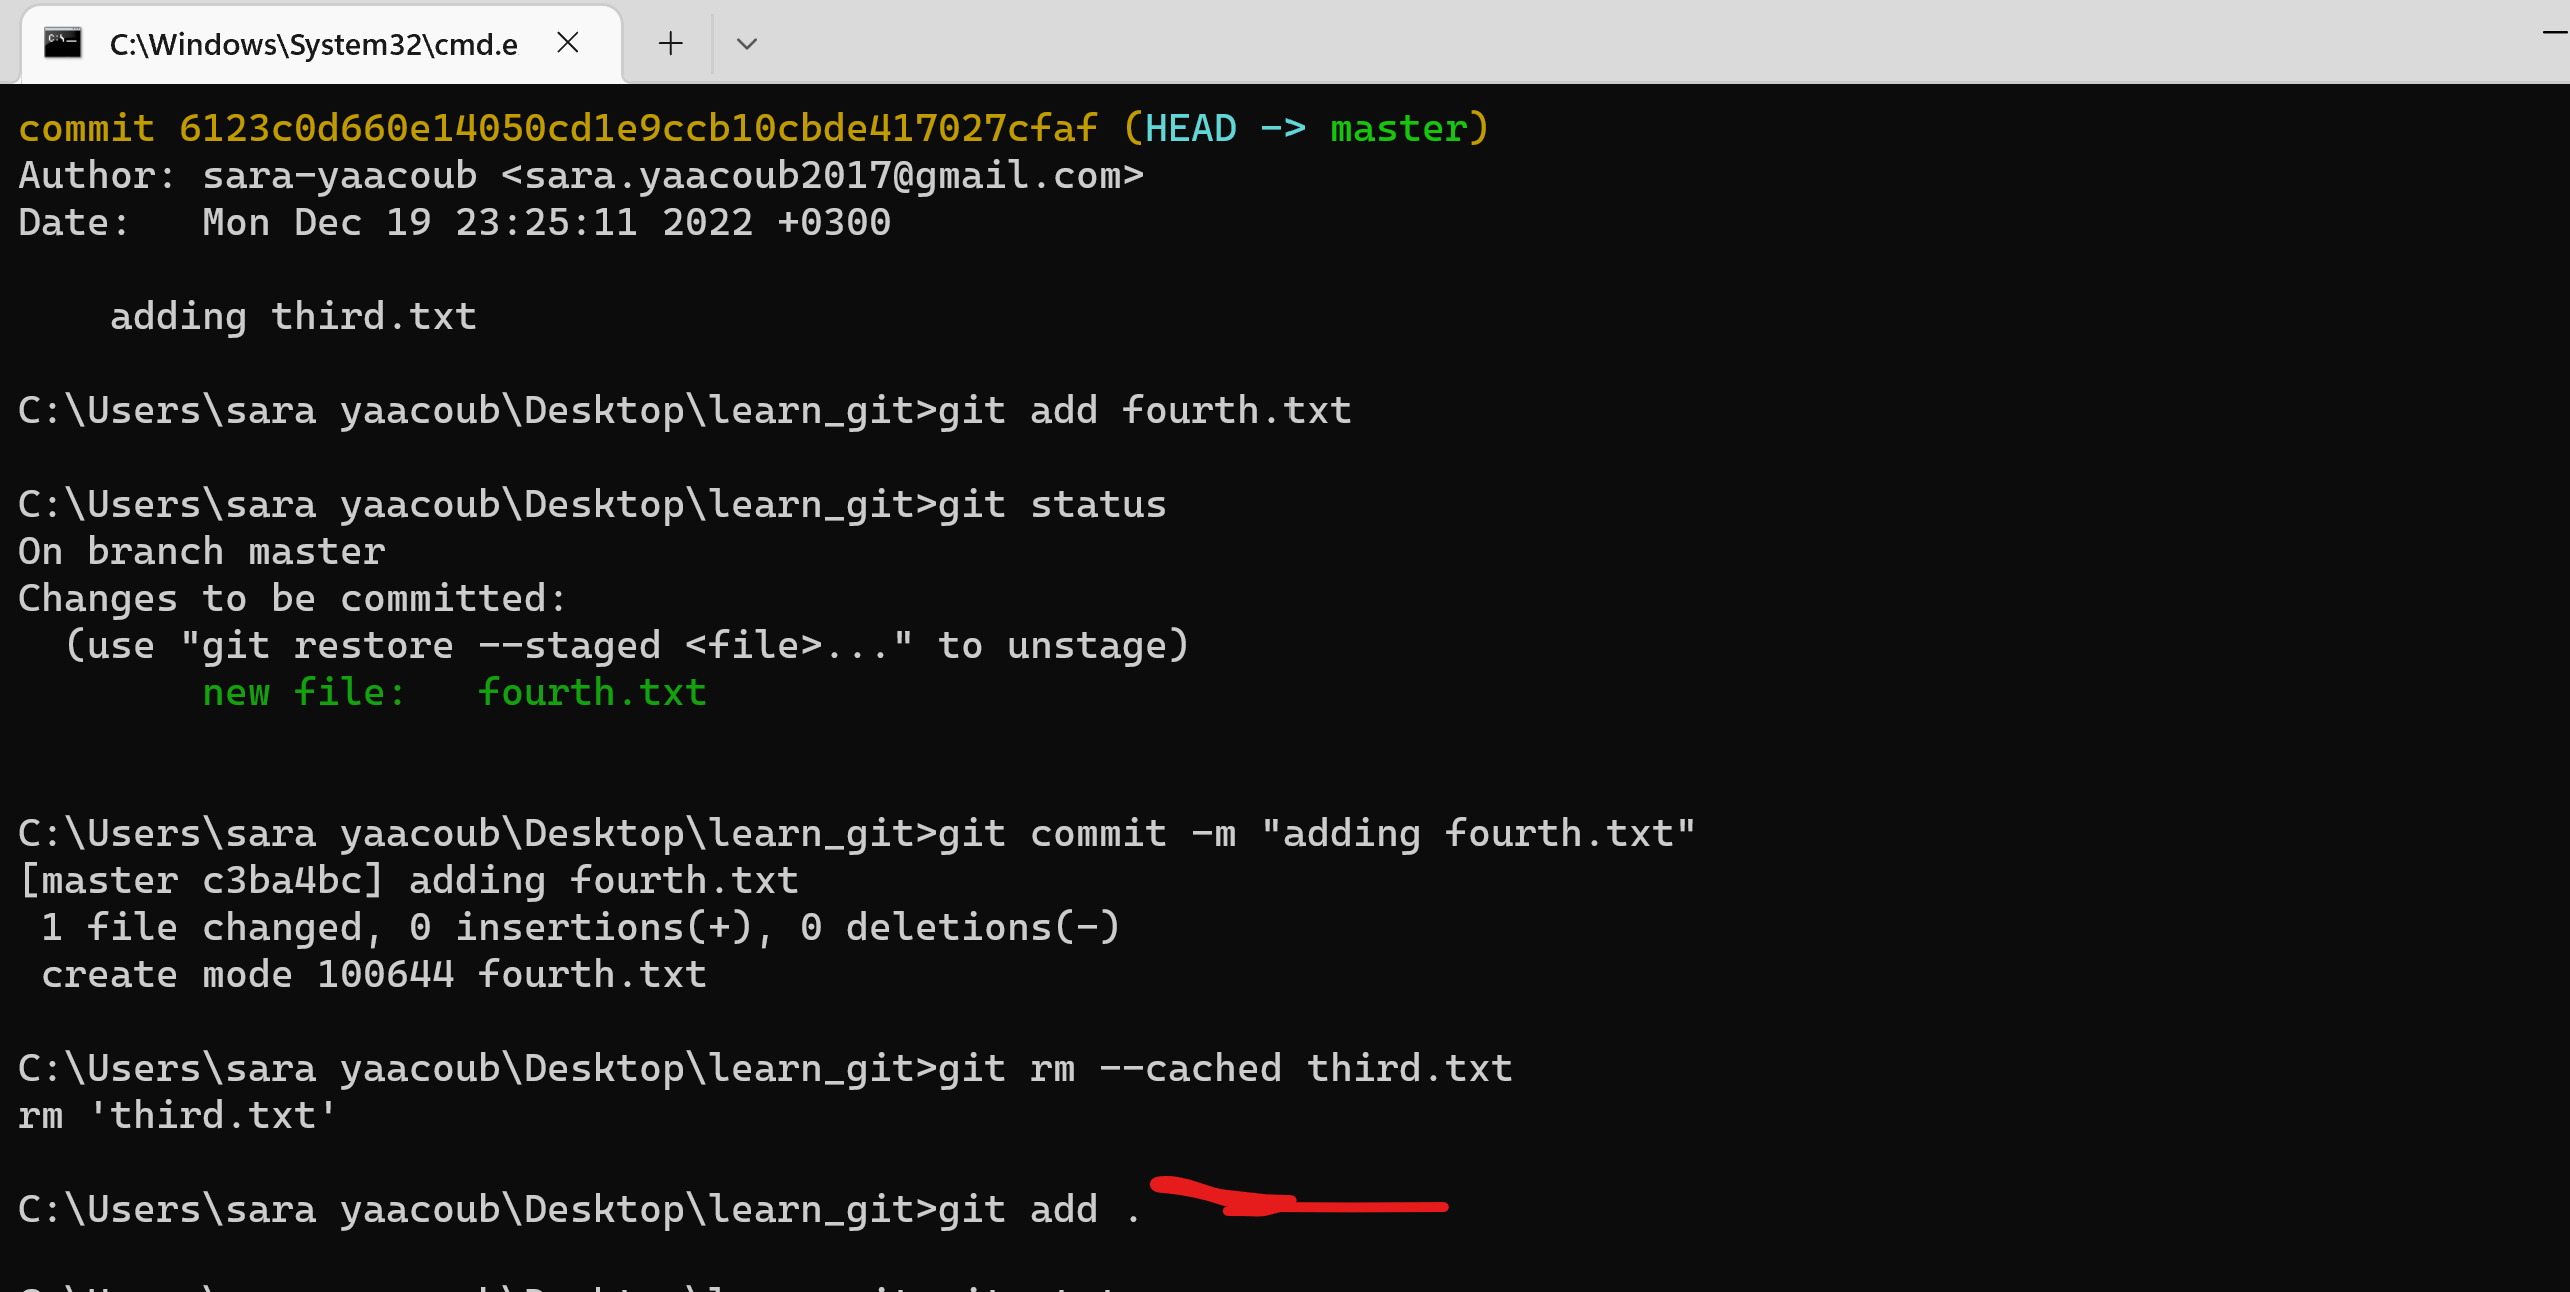 C:\Windows\System32\cmd.e
commit 6123c0d660e14050cd1e9ccb10cbde417027cfaf (HEAD -> master)
Author: sara-yaacoub <sara.yaacoub2017@gmail.com>
Date:   Mon Dec 19 23:25:11 2022 +0300
    adding third.txt
C:\Users\sara yaacoub\Desktop\learn_git>git add fourth.txt
C:\Users\sara yaacoub\Desktop\learn_git>git status
On branch master
Changes to be committed:
  (use "git restore --staged <file>..." to unstage)
        new file:   fourth.txt
C:\Users\sara yaacoub\Desktop\learn_git>git commit -m "adding fourth.txt"
[master c3ba4bc] adding fourth.txt
 1 file changed, 0 insertions(+), 0 deletions(-)
 create mode 100644 fourth.txt
C:\Users\sara yaacoub\Desktop\learn_git>git rm --cached third.txt
rm 'third.txt'
C:\Users\sara yaacoub\Desktop\learn_git>git add .